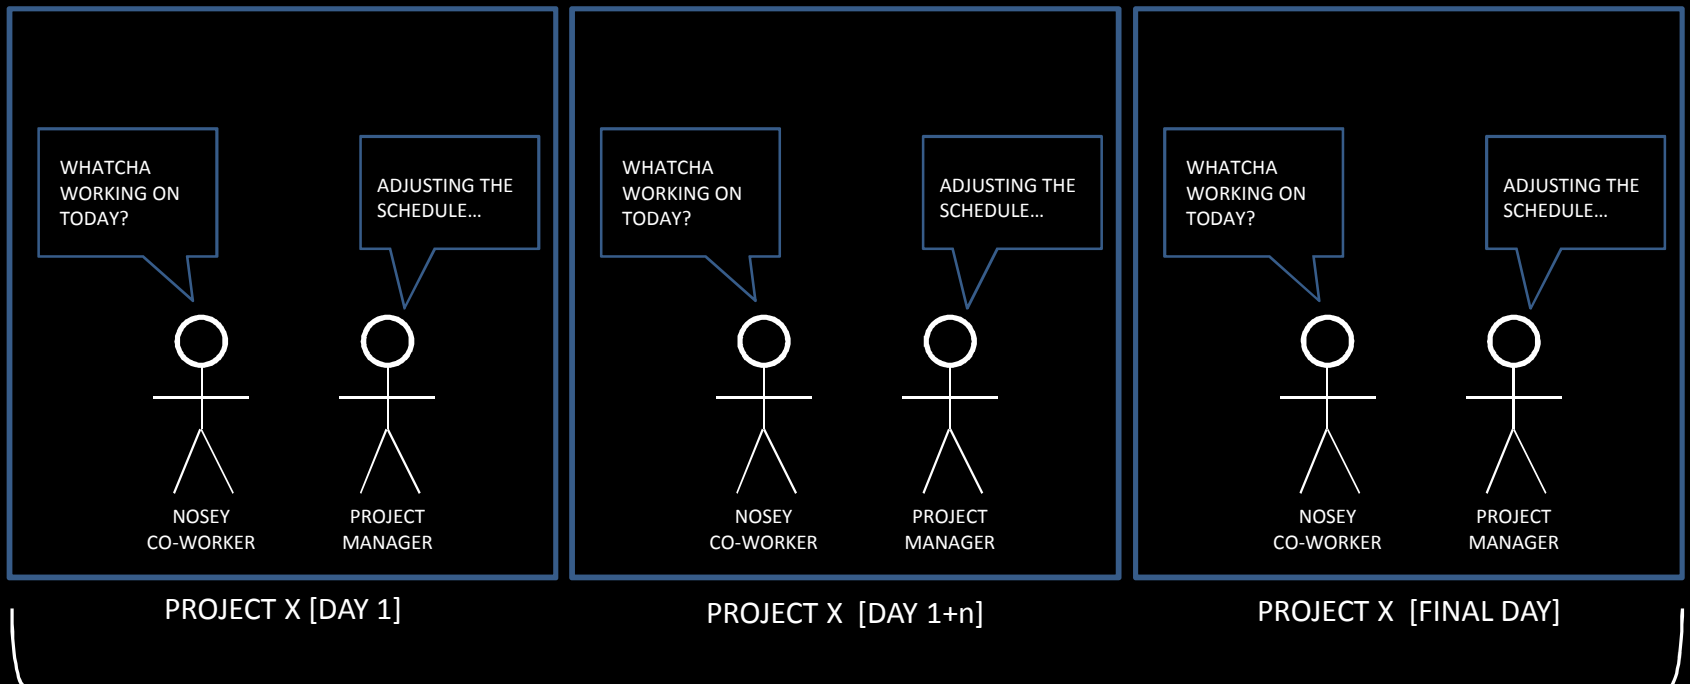 WHATCHA
WORKING ON
TODAY?
ADJUSTING THE
SCHEDULE...
NOSEY
CO-WORKER
PROJECT
MANAGER
PROJECT X [DAY 1]
WHATCHA
WORKING ON
TODAY?
ADJUSTING THE
SCHEDULE...
NOSEY
CO-WORKER
PROJECT
MANAGER
PROJECT X  [DAY 1+n]
WHATCHA
WORKING ON
TODAY?
ADJUSTING THE
SCHEDULE...
NOSEY
CO-WORKER
PROJECT
MANAGER
PROJECT X  [FINAL DAY]